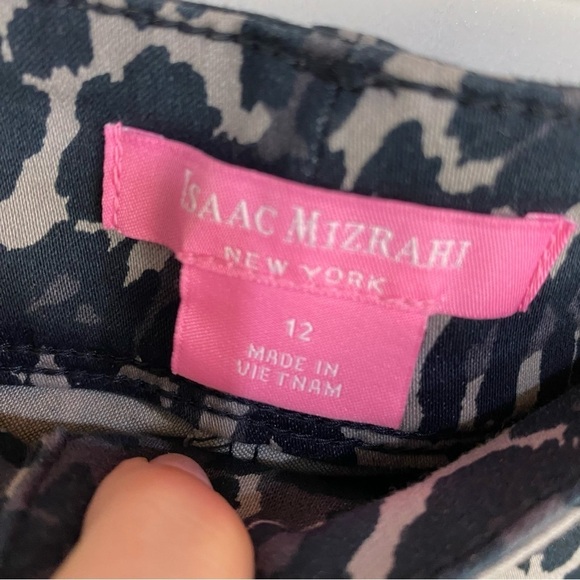 ISAAC MIZRAHI
NEW YORK
12
MADE IN
VIETNAM